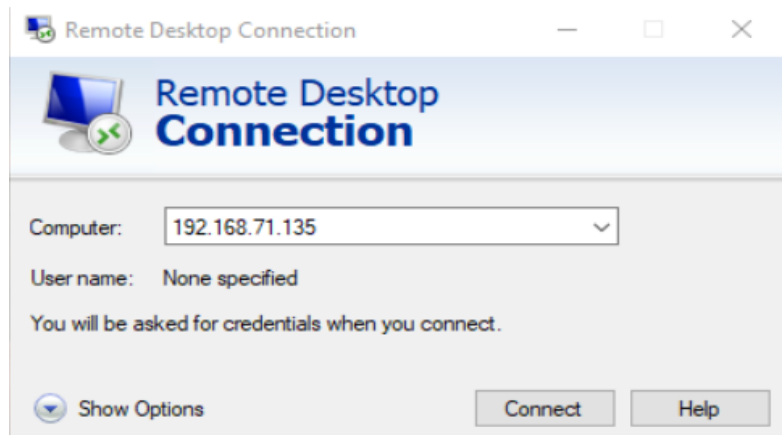 Remote Desktop Connection
Remote Desktop
Connection
Computer: 192.168.71.135
User name: None specified
You will be asked for credentials when you connect.
Show Options Connect Help